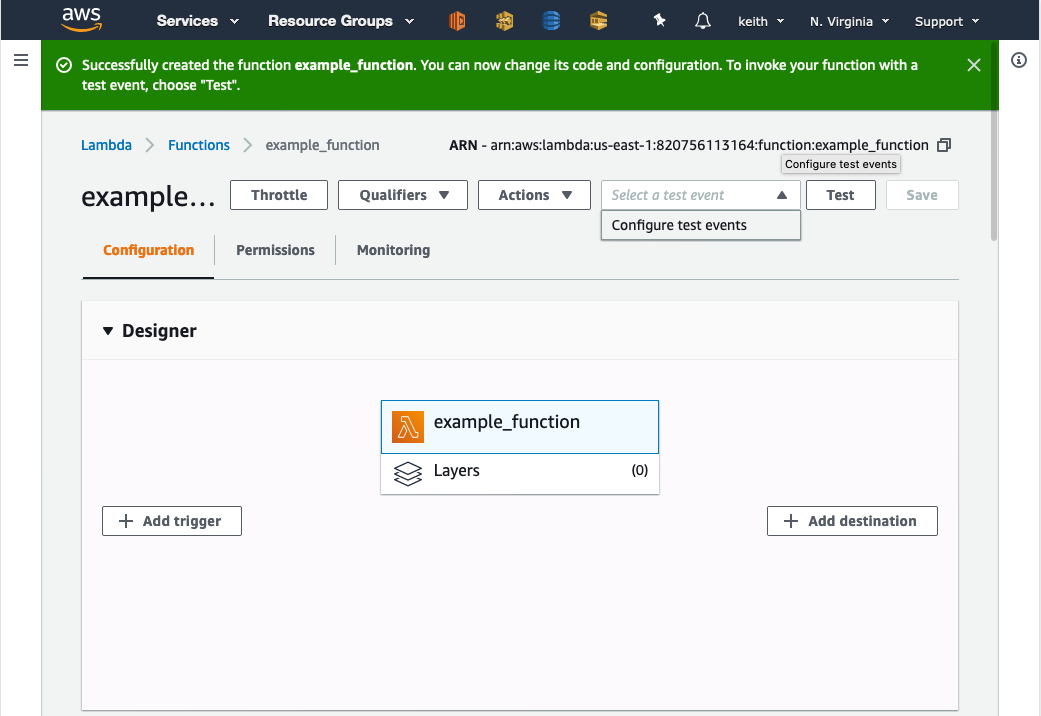 aws Services Resource Groups keith N. Virginia Support
Successfully created the function example_function. You can now change its code and configuration. To invoke your function with a
test event, choose "Test".
Lambda Functions example_function ARN - arn:aws:lambda:us-east-1:820756113164:function:example_function
Configure test events
example... Throttle Qualifiers Actions Select a test event Test Save
Configure test events
Configuration Permissions Monitoring
Designer
example_function
Layers (0)
Add trigger Add destination